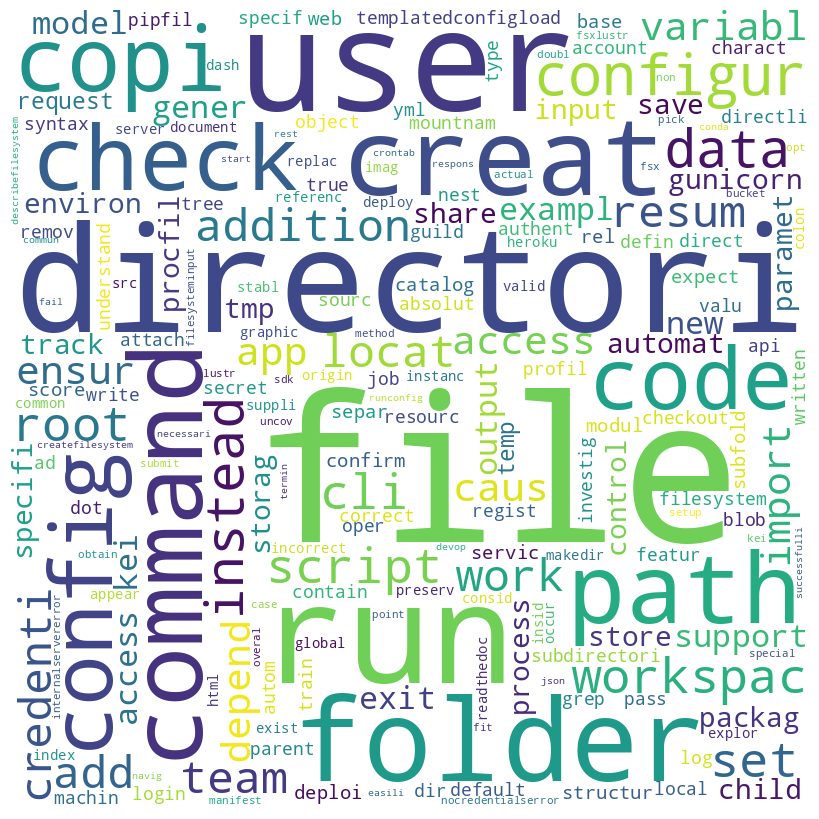 model pipfil specif web templatedconfigload base fsxlustr variabl
copi user dash type doubl account charact
request gener yml mountnam configur non input save directli
syntax server document object rest imag pick conda opt
check creat data
describefilesystem start replac crontab respons fsx actual bucket gunicorn
environ tree true referenc deploy nest share exampl resum
remov procfil addition guild authent heroku rel defin direct paramet colon
commun understand src directori
fail filesysteminput stabl sourc catalog absolut valid expect valu
tmp new
track attach graphic method access automat api
ensur lustr app locat profil
score write secret sdk origin job instanc code written
common suppli runconfig separ resourc output modul checkout
root createfilesystem necessari uncov file temp subfold
specifi ad submit confirm cli caus investig control import
dot command instead storag correct oper regist filesystem blob
config obtain kei termin incorrect devop servic makedir featur setup kei successfulli
script work path
appear case contain preserv consid insid occur
credenti access internalservererror depend overal run global point store support
html autom train readthedoc process subdirectori special
index exist parent exit fit json grep pass workspac
add navig team folder packag explor
machin login manifest deploi dir default easili nocredentialserror structur log local set child